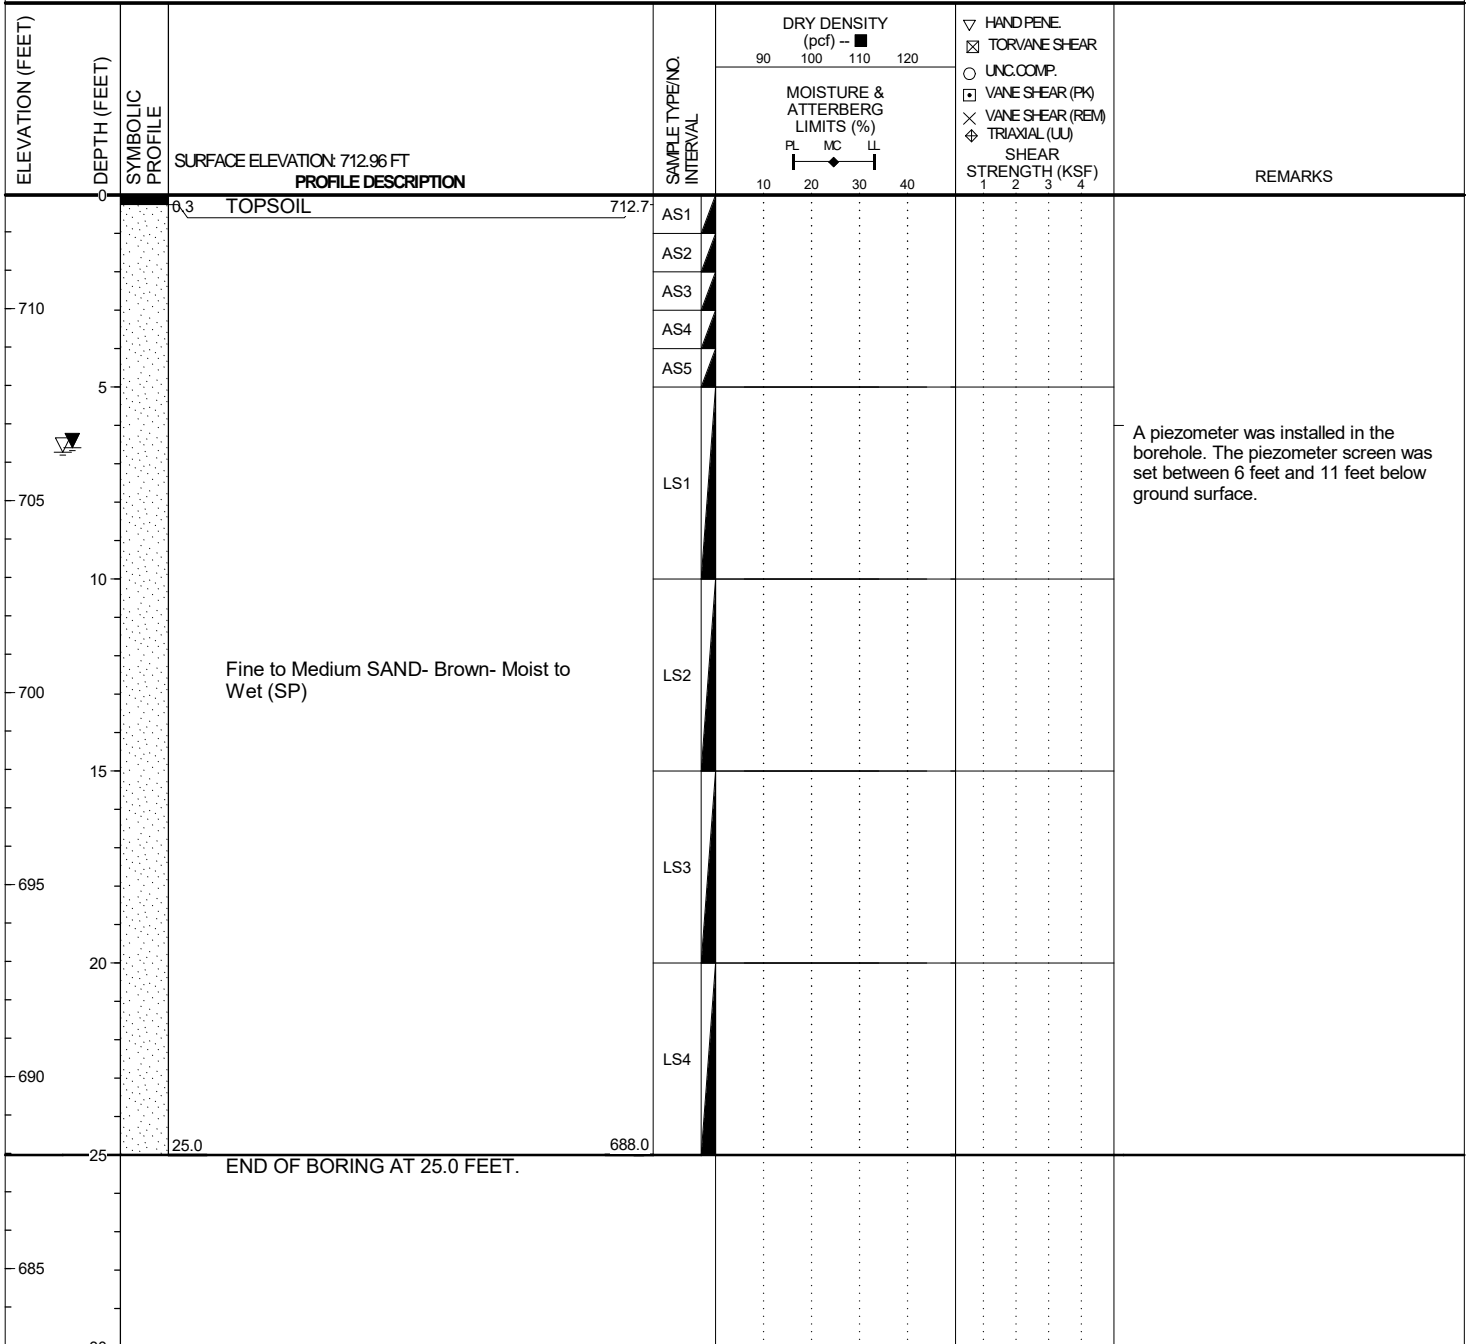 ELEVATION (FEET)
DEPTH (FEET)
SYMBOLIC
PROFILE
SURFACE ELEVATION: 712.96 FT
PROFILE DESCRIPTION
SAMPLE TYPE/NO.
INTERVAL
DRY DENSITY
(pcf) -- ■
90 100 110 120
MOISTURE &
ATTERBERG
LIMITS (%)
PL MC LL
10 20 30 40
HAND PENE.
TORVANE SHEAR
UNC.COMP.
VANE SHEAR (PK)
VANE SHEAR (REM)
TRIAXIAL (UU)
SHEAR
STRENGTH (KSF)
1 2 3 4
REMARKS
0
0.3 TOPSOIL 712.7
AS1
AS2
AS3
710
AS4
AS5
5
A piezometer was installed in the
borehole. The piezometer screen was
set between 6 feet and 11 feet below
ground surface.
LS1
705
10
Fine to Medium SAND- Brown- Moist to
Wet (SP)
LS2
700
15
LS3
695
20
LS4
690
25.0 688.0
25
END OF BORING AT 25.0 FEET.
685